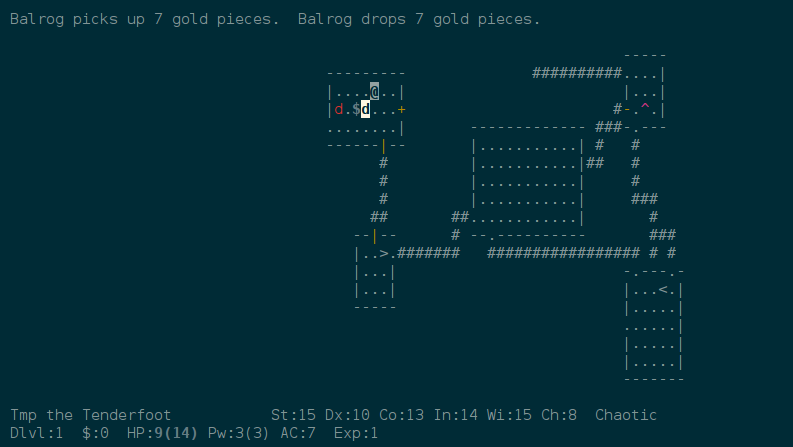 Balrog picks up 7 gold pieces.  Balrog drops 7 gold pieces.
                                                                    -----
                                   ---------              ##########....|
                                   |....@..|                        |...|
                                   |d.$d...+                       #-.^.|
                                   ........|       ------------- ###-.---
                                   ------|--       |...........| #   #
                                         #         |...........|##   #
                                         #         |...........|     #
                                         #         |...........|     ###
                                        ##       ##............|       #
                                      --|--      # --.----------       ###
                                      |..>.#######   ################# # #
                                      |...|                         -.---.-
                                      |...|                         |...<.|
                                      -----                         |.....|
                                                                    ......|
                                                                    |.....|
                                                                    |.....|
                                                                    -------
Tmp the Tenderfoot           St:15 Dx:10 Co:13 In:14 Wi:15 Ch:8  Chaotic
Dlvl:1  $:0  HP:9(14) Pw:3(3) AC:7  Exp:1